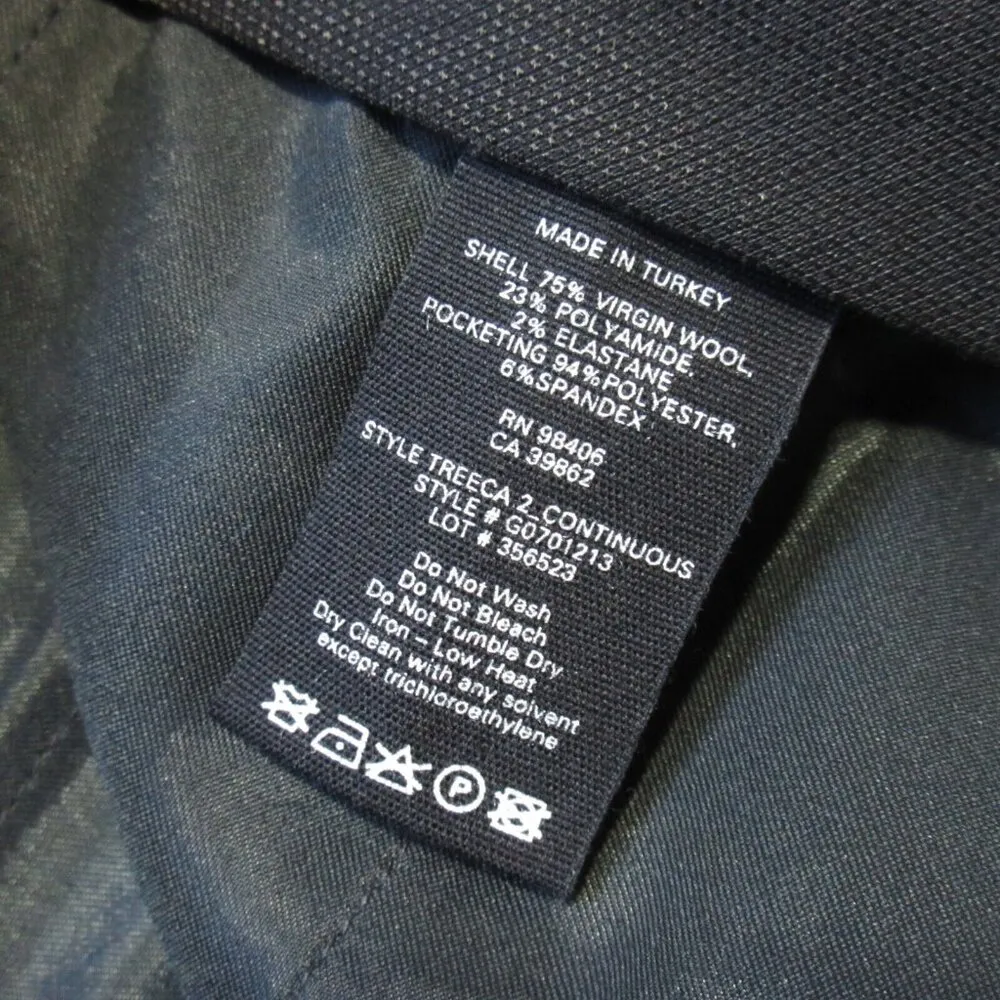 MADE IN TURKEY
SHELL 75% VIRGIN WOOL,
23% POLYAMIDE,
2% ELASTANE
POCKETING 94%POLYESTER,
6%SPANDEX
RN 98406
CA 39862
STYLE TREECA 2_CONTINUOUS
STYLE # G0701213
LOT # 356523
Do Not Wash
Do Not Bleach
Do Not Tumble Dry
Iron - Low Heat
Dry Clean with any solvent
except trichloroethylene
P